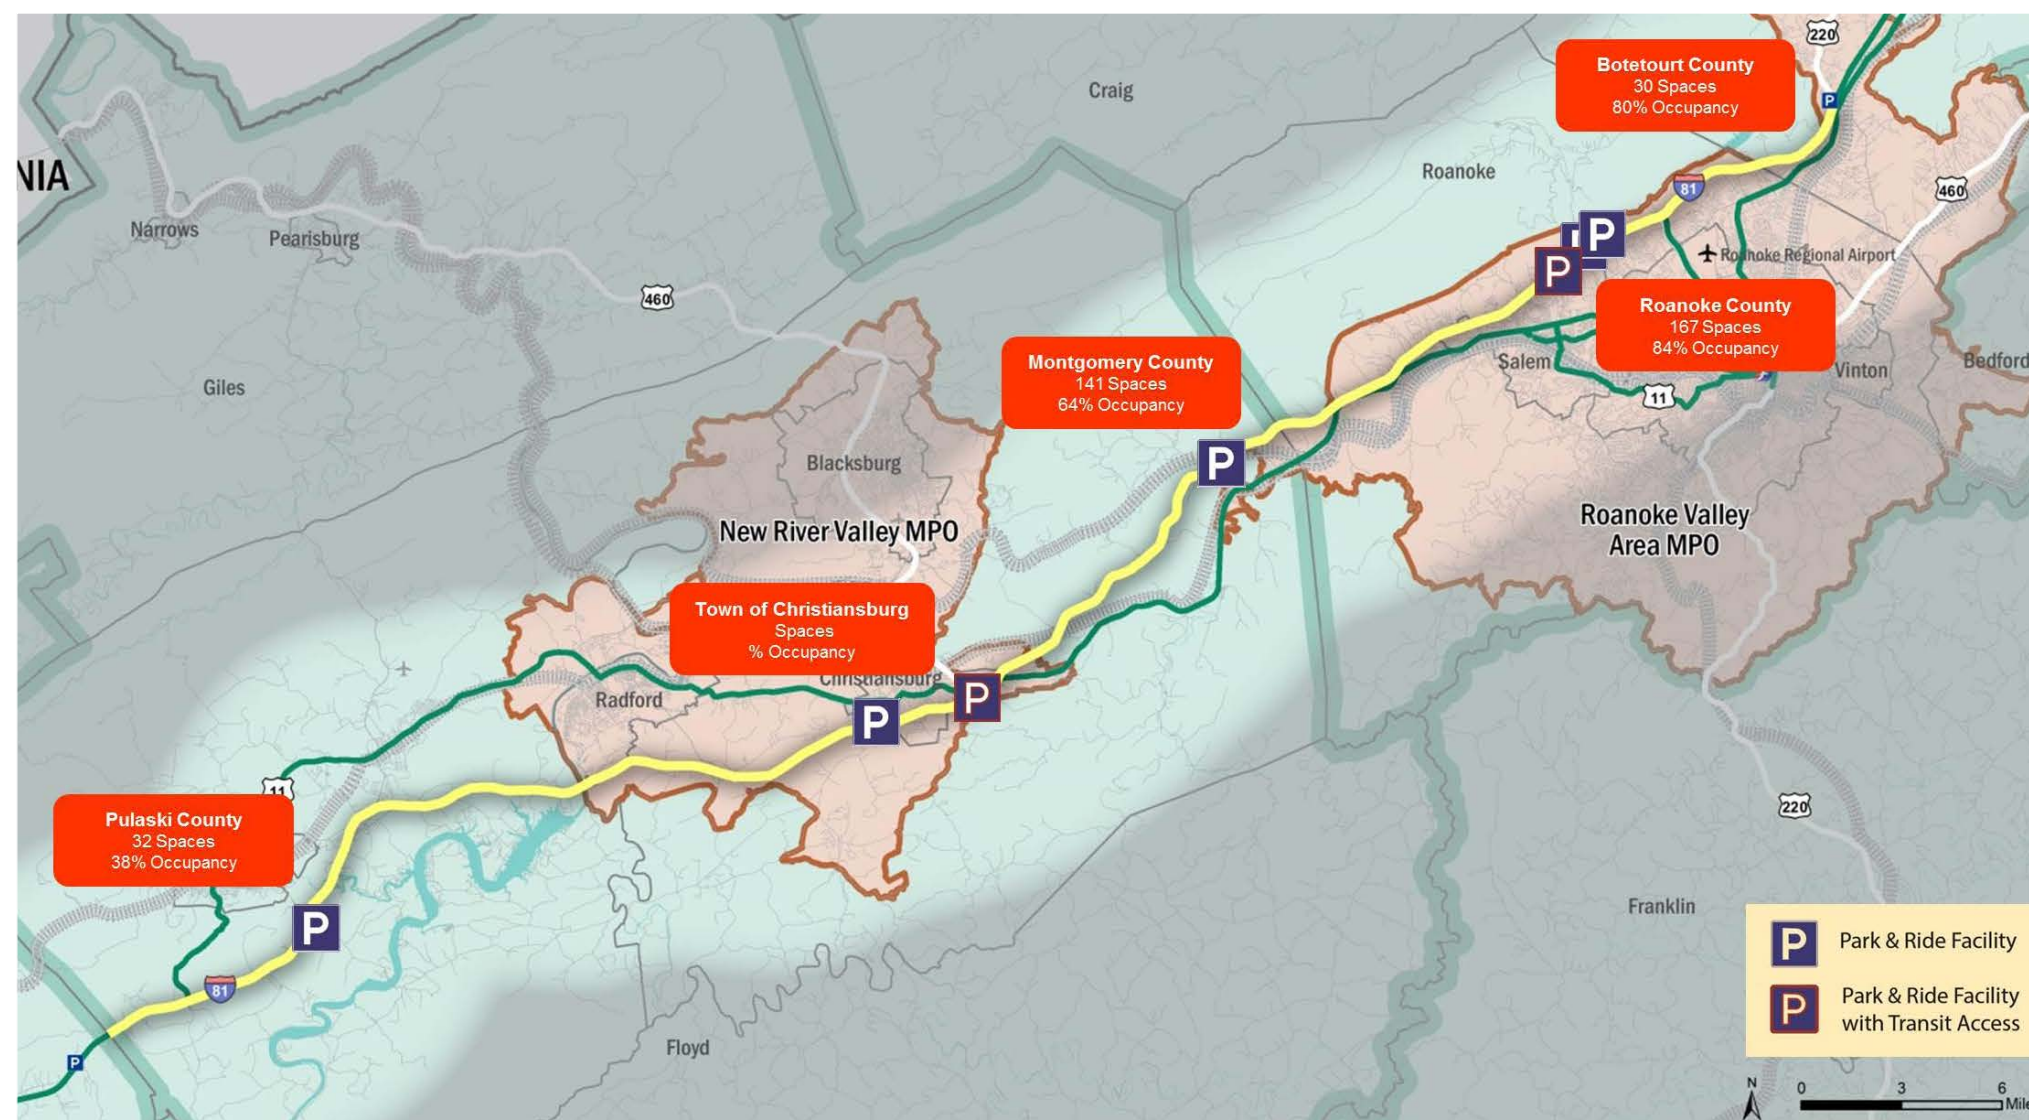 220
Botetourt County
30 Spaces
80% Occupancy
Craig
P
NIA
Roanoke
81
460
Narrows
Pearisburg
P
Roanoke Regional Airport
P
460
Roanoke County
167 Spaces
84% Occupancy
Montgomery County
141 Spaces
64% Occupancy
Salem
Vinton
Bedford
Giles
11
Blacksburg
P
New River Valley MPO
Roanoke Valley
Area MPO
Town of Christiansburg
Spaces
% Occupancy
Christiansburg
Radford
P
P
11
220
Pulaski County
32 Spaces
38% Occupancy
Franklin
P
81
P Park & Ride Facility
P Park & Ride Facility
with Transit Access
Floyd
P
N
0 3 6
Mile